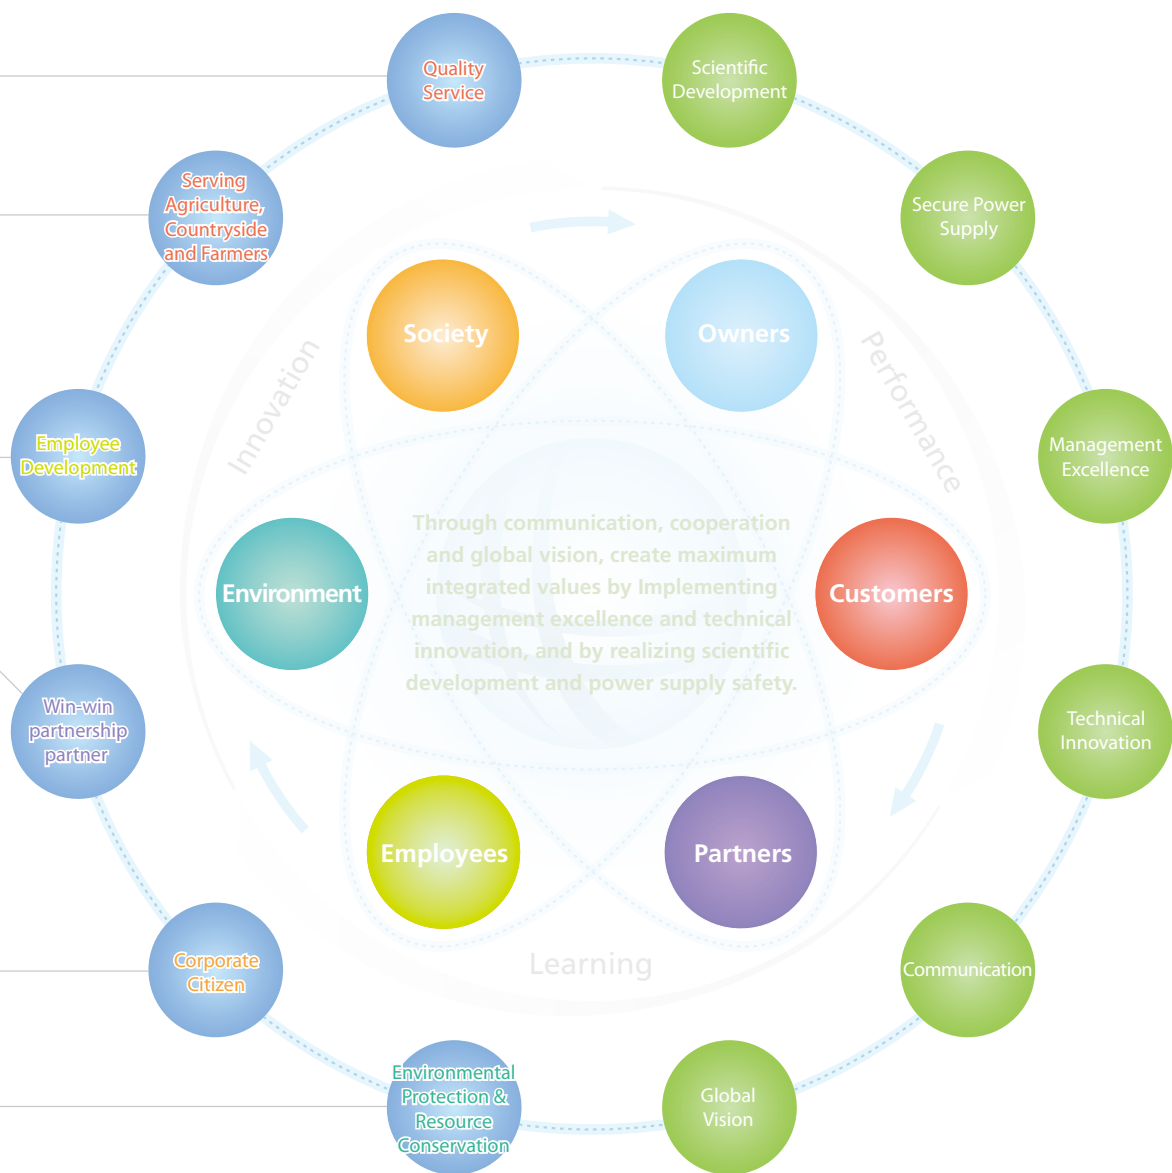 Quality
Service
Scientific
Development
Serving
Agriculture,
Countryside
and Farmers
Secure Power
Supply
Society
Owners
Innovation
Performance
Employee
Development
Management
Excellence
Through communication, cooperation
and global vision, create maximum
integrated values by Implementing
management excellence and technical
innovation, and by realizing scientific
development and power supply safety.
Environment
Customers
Win-win
partnership
partner
Technical
Innovation
Employees
Partners
Learning
Corporate
Citizen
Communication
Environmental
Protection &
Resource
Conservation
Global
Vision